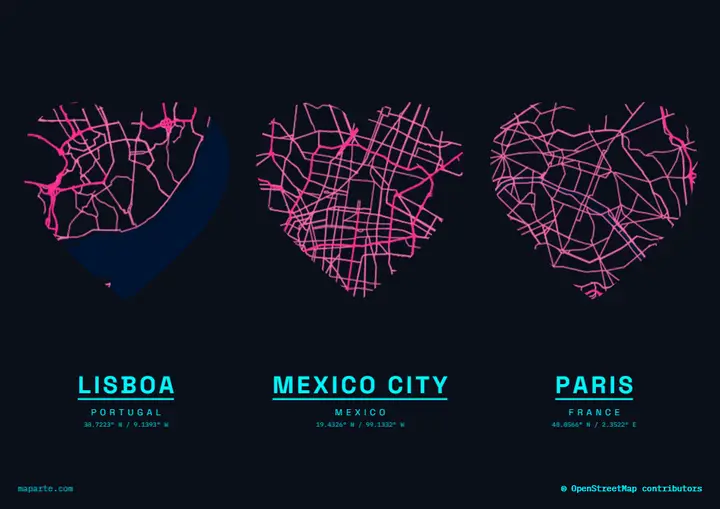 LISBOA
PORTUGAL
38.7223° N / 9.1393° W
MEXICO CITY
MEXICO
19.4326° N / 99.1332° W
PARIS
FRANCE
48.8566° N / 2.3522° E
maparte.com
© OpenStreetMap contributors